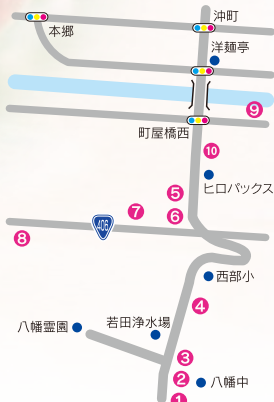 沖町
本郷
洋麺亭
9
町屋橋西
10
ヒロパックス
5
7
6
406
8
西部小
4
若田浄水場
八幡霊園
3
2
八幡中
1